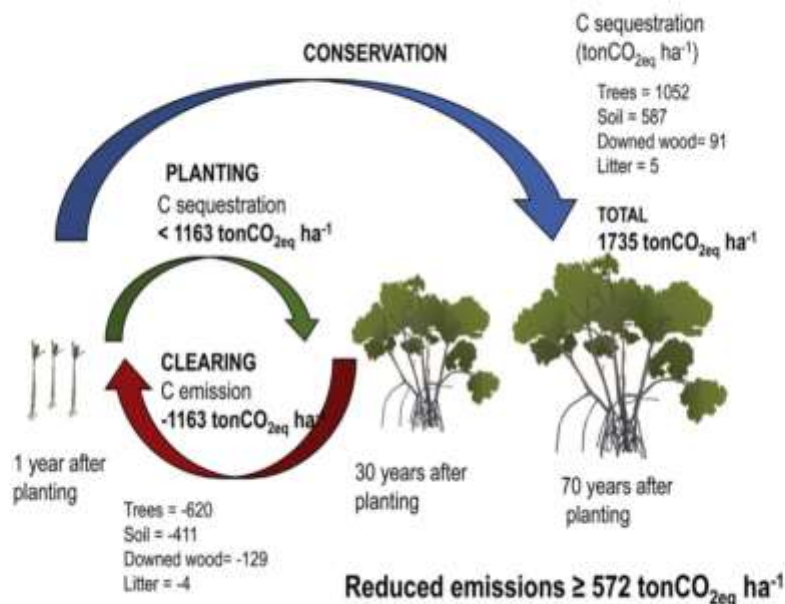 CONSERVATION
C sequestration
(tonCO2eq ha-1)
Trees = 1052
Soil = 587
Downed wood= 91
Litter = 5
TOTAL
1735 tonCO2eq ha-1
PLANTING
C sequestration
< 1163 tonCO2eq ha-1
CLEARING
C emission
-1163 tonCO2eq ha-1
1 year after
planting
30 years after
planting
70 years after
planting
Trees = -620
Soil = -411
Downed wood= -129
Litter = -4
Reduced emissions ≥ 572 tonCO2eq ha-1